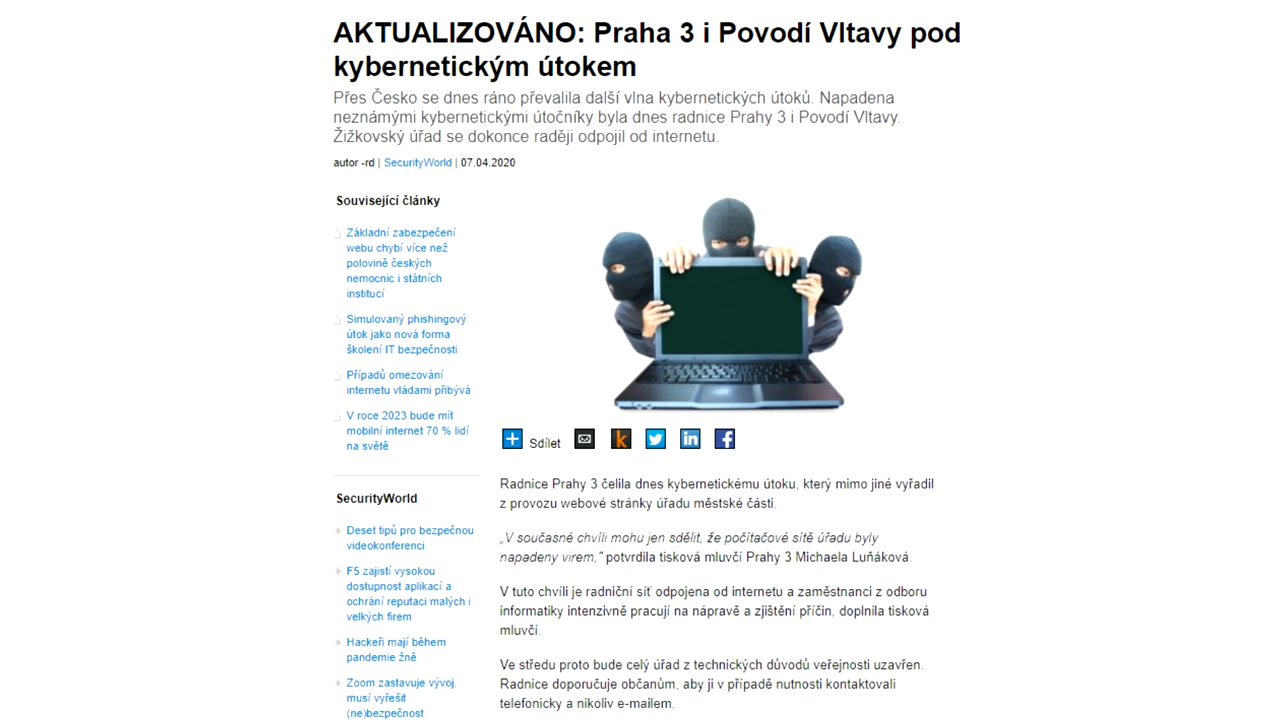 AKTUALIZOVÁNO: Praha 3 i Povodí Vltavy pod
kybernetickým útokem
Přes Česko se dnes ráno převalila další vlna kybernetických útoků. Napadena
neznámými kybernetickými útočníky byla dnes radnice Prahy 3 i Povodí Vltavy.
Žižkovský úřad se dokonce raději odpojil od internetu.
autor -rd | SecurityWorld | 07.04.2020
Související články
Základní zabezpečení
webu chybí více než
polovině českých
nemocnic i státních
institucí
Simulovaný phishingový
útok jako nová forma
školení IT bezpečnosti
Případů omezování
internetu vládami přibývá
V roce 2023 bude mít
mobilní internet 70 % lidí
na světě
SecurityWorld
Deset tipů pro bezpečnou
videokonferenci
F5 zajistí vysokou
dostupnost aplikací a
ochrání reputaci malých i
velkých firem
Hackeři mají během
pandemie žně
Zoom zastavuje vývoj,
musí vyřešit
(ne)bezpečnost
Sdílet
Radnice Prahy 3 čelila dnes kybernetickému útoku, který mimo jiné vyřadil
z provozu webové stránky úřadu městské části.
„V současné chvíli mohu jen sdělit, že počítačové sítě úřadu byly
napadeny virem,” potvrdila tisková mluvčí Prahy 3 Michaela Luňáková.
V tuto chvíli je radniční síť odpojena od internetu a zaměstnanci z odboru
informatiky intenzivně pracují na nápravě a zjištění příčin, doplnila tisková
mluvčí.
Ve středu proto bude celý úřad z technických důvodů veřejnosti uzavřen.
Radnice doporučuje občanům, aby ji v případě nutnosti kontaktovali
telefonicky a nikoliv e-mailem.